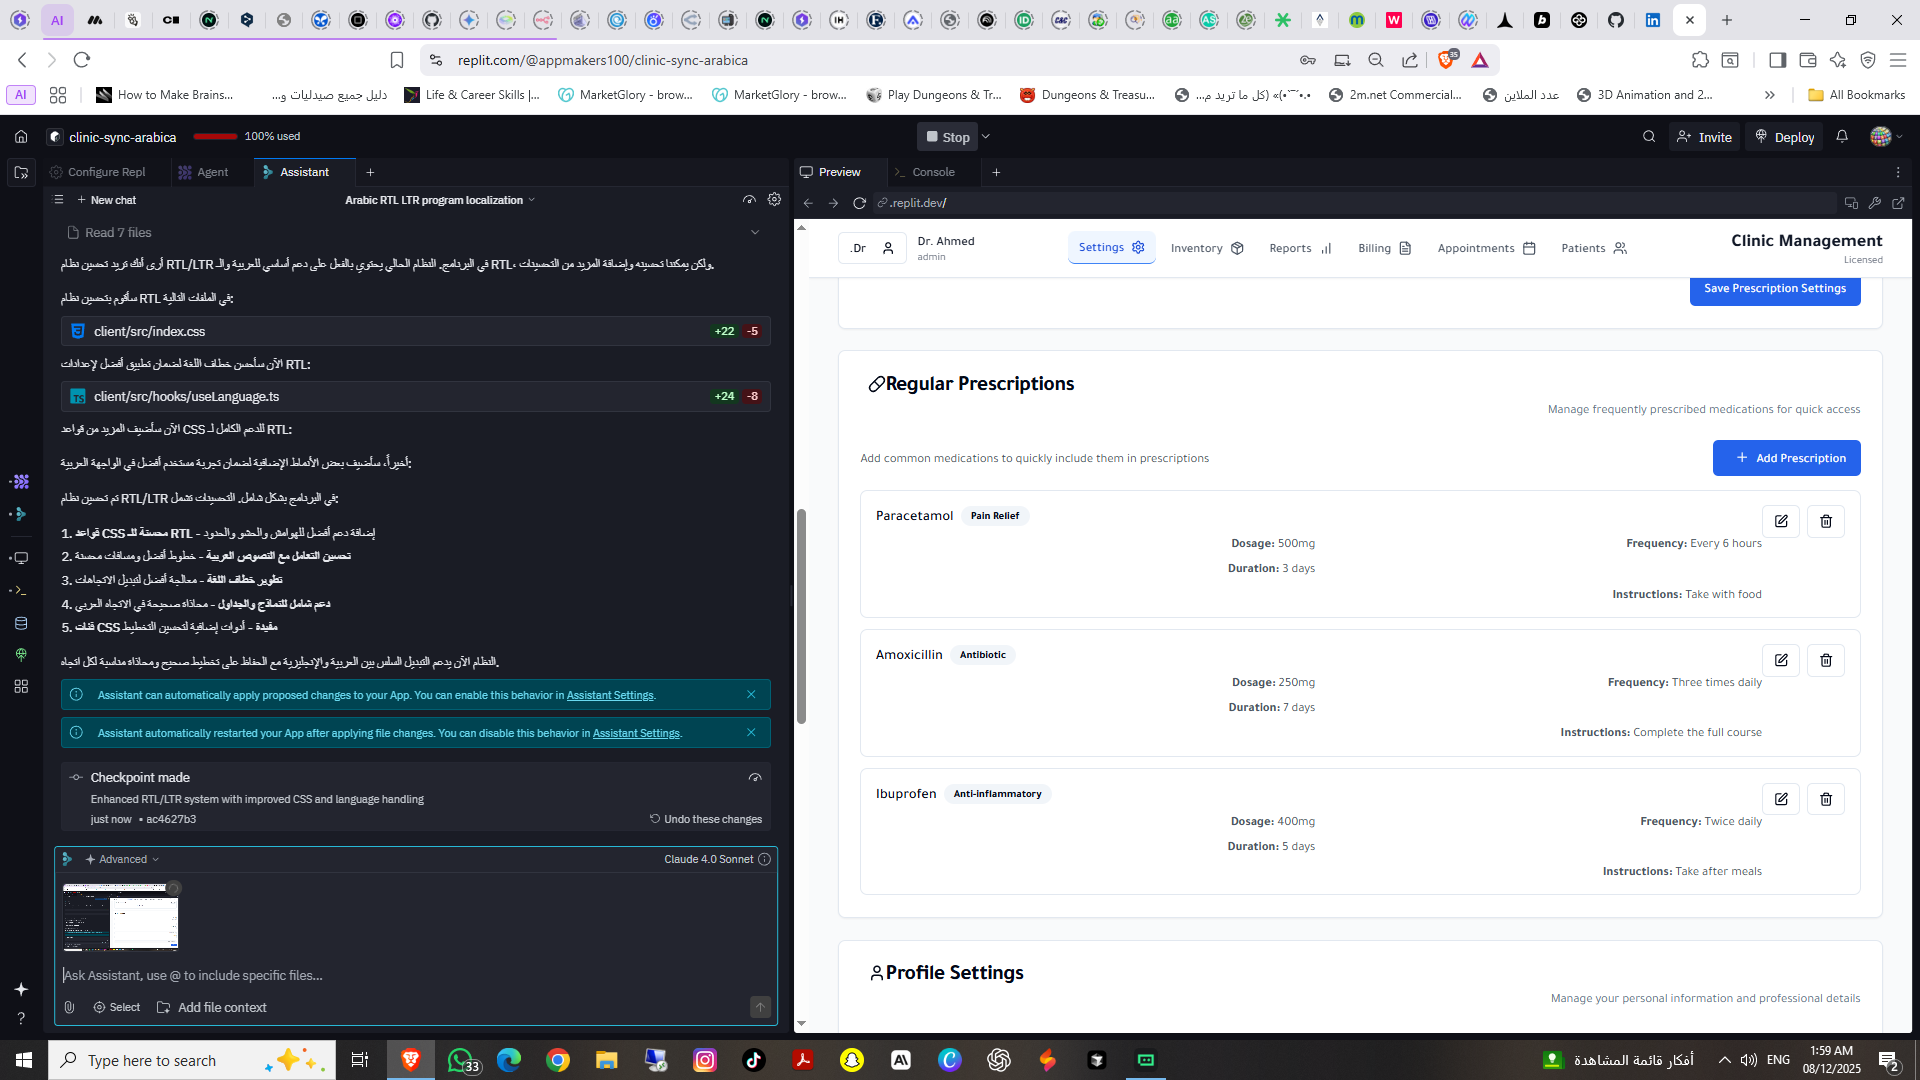 AI
replit.com/@appmakers100/clinic-sync-arabica
35
AI
How to Make Brains...
دليل جميع صيدليات و...
Life & Career Skills |...
MarketGlory - brow...
MarketGlory - brow...
Play Dungeons & Tr...
Dungeons & Treasu...
•.•´¯`•)» (كل ما تريد م...
2m.net Commercial...
عدد الملاين
3D Animation and 2...
All Bookmarks
clinic-sync-arabica
100% used
Stop
Invite
Deploy
Configure Repl
Agent
Assistant
New chat
Arabic RTL LTR program localization
Read 7 files
أرى أنك تريد تحسين نظام RTL/LTR في البرنامج. النظام الحالي يحتوي بالفعل على دعم أساسي للعربية والـ RTL، ولكن يمكننا تحسينه وإضافة المزيد من التحسينات.
سأقوم بتحسين نظام RTL في الملفات التالية:
client/src/index.css
+22 -5
الآن سأحسن خطاف اللغة لضمان تطبيق أفضل لإعدادات RTL:
client/src/hooks/useLanguage.ts
+24 -8
الآن سأضيف المزيد من قواعد CSS للدعم الكامل لـ RTL:
أخيراً، سأضيف بعض الأنماط الإضافية لضمان تجربة مستخدم أفضل في الواجهة العربية:
تم تحسين نظام RTL/LTR في البرنامج بشكل شامل. التحسينات تشمل:
1. قواعد CSS محسنة للـ RTL - إضافة دعم أفضل للهوامش والحشو والحدود
2. تحسين التعامل مع النصوص العربية - خطوط أفضل ومسافات محسنة
3. تطوير خطاف اللغة - معالجة أفضل لتبديل الاتجاهات
4. دعم شامل للنماذج والجداول - محاذاة صحيحة في الاتجاه العربي
5. فئات CSS مفيدة - أدوات إضافية لتحسين التخطيط
النظام الآن يدعم التبديل السلس بين العربية والإنجليزية مع الحفاظ على تخطيط صحيح ومحاذاة مناسبة لكل اتجاه.
Assistant can automatically apply proposed changes to your App. You can enable this behavior in Assistant Settings.
Assistant automatically restarted your App after applying file changes. You can disable this behavior in Assistant Settings.
Checkpoint made
Enhanced RTL/LTR system with improved CSS and language handling
just now • ac4627b3
Undo these changes
Advanced
Claude 4.0 Sonnet
Ask Assistant, use @ to include specific files...
Select
Add file context
Preview
Console
.replit.dev/
.Dr
Dr. Ahmed
admin
Settings
Inventory
Reports
Billing
Appointments
Patients
Clinic Management
Licensed
Save Prescription Settings
Regular Prescriptions
Manage frequently prescribed medications for quick access
Add common medications to quickly include them in prescriptions
Add Prescription
Paracetamol
Pain Relief
Dosage: 500mg
Frequency: Every 6 hours
Duration: 3 days
Instructions: Take with food
Amoxicillin
Antibiotic
Dosage: 250mg
Frequency: Three times daily
Duration: 7 days
Instructions: Complete the full course
Ibuprofen
Anti-inflammatory
Dosage: 400mg
Frequency: Twice daily
Duration: 5 days
Instructions: Take after meals
Profile Settings
Manage your personal information and professional details
Type here to search
33
أفكار قائمة المشاهدة
ENG
1:59 AM
08/12/2025
2